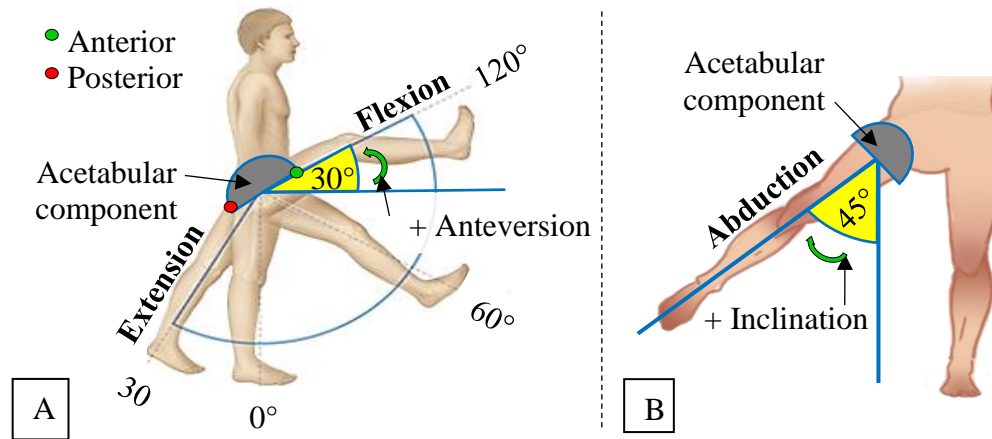 Anterior
Posterior
Flexion
120°
Acetabular
component
30°
+ Anteversion
Extension
60°
30
0°
A
Acetabular
component
Abduction
45°
+ Inclination
B